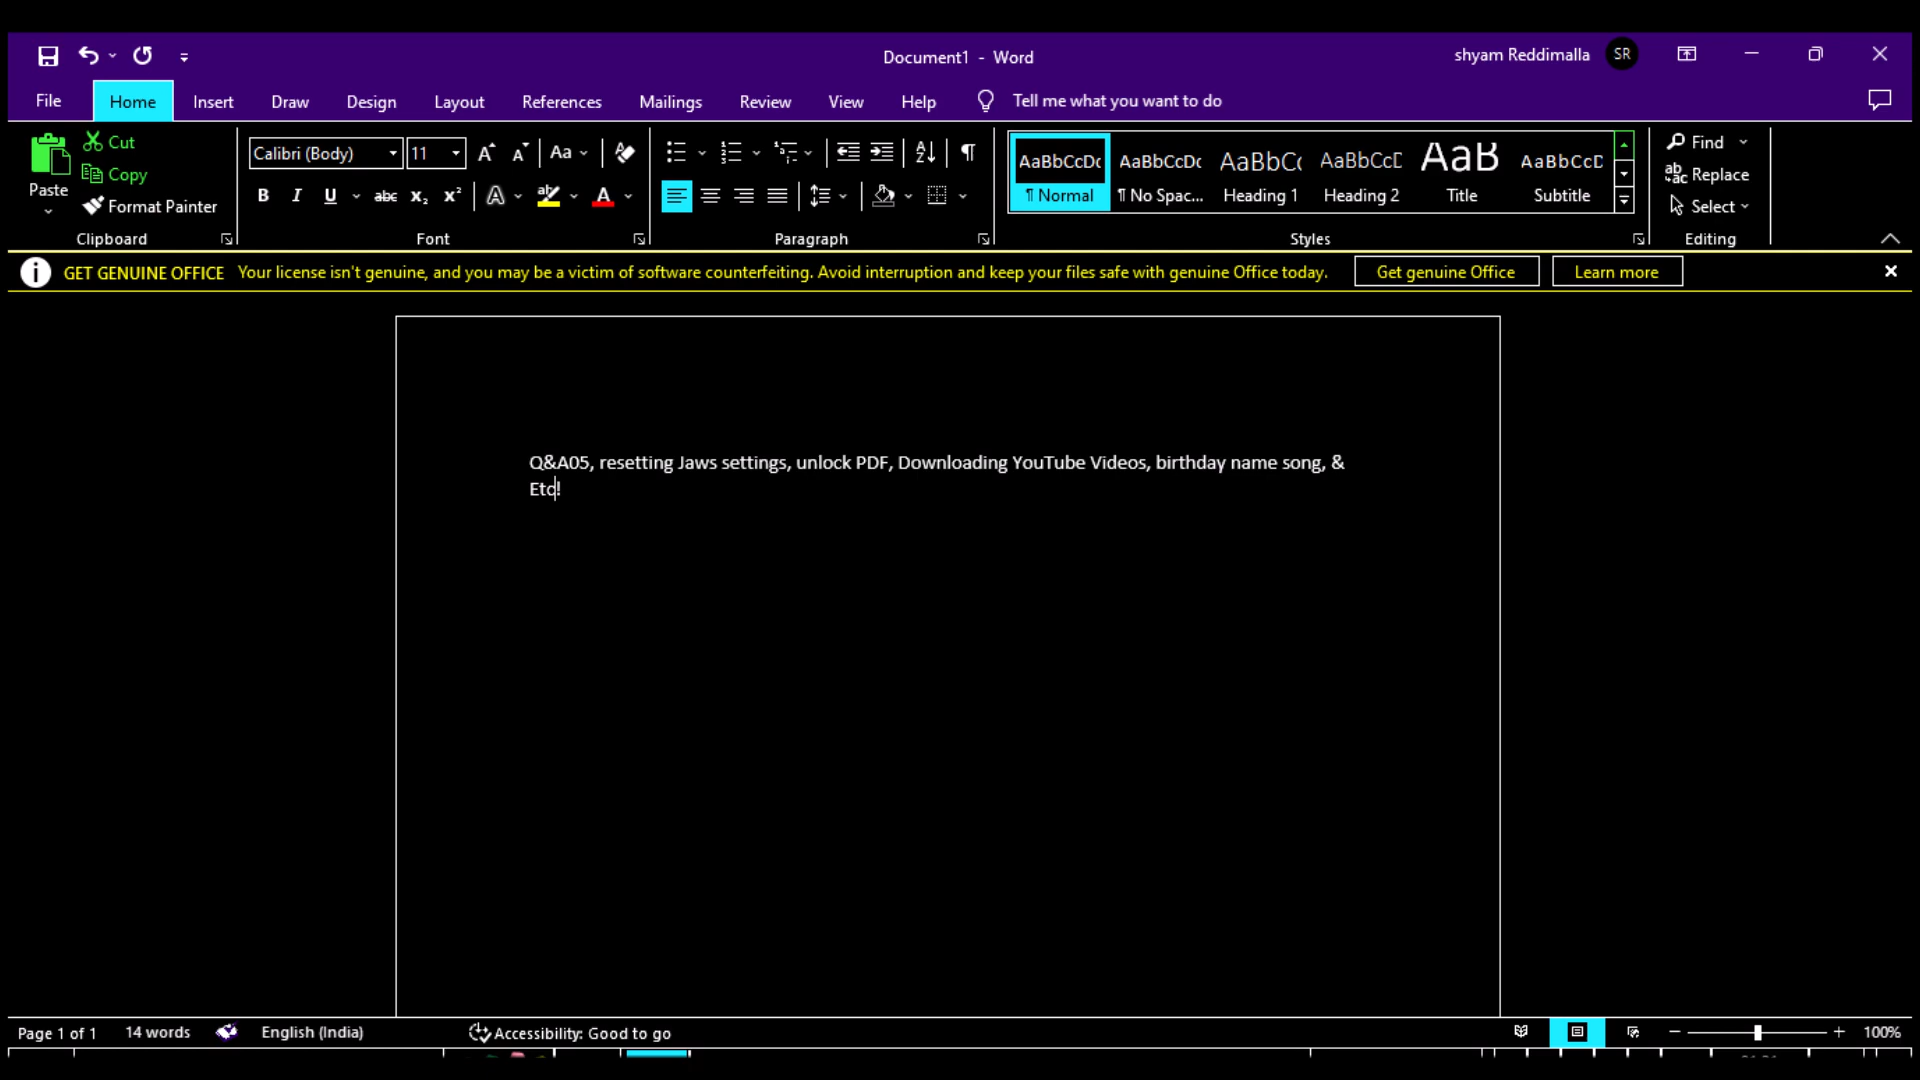 Document1 - Word
shyam Reddimalla SR
File Home Insert Draw Design Layout References Mailings Review View Help Tell me what you want to do
Paste
Cut
Copy
Format Painter
Clipboard
Calibri (Body) 11
Font
Paragraph
AaBbCcDc AaBbCcDc AaBbC AaBbCcC AaB AaBbCcD
¶ Normal ¶ No Spac... Heading 1 Heading 2 Title Subtitle
Styles
Find
Replace
Select
Editing
GET GENUINE OFFICE Your license isn't genuine, and you may be a victim of software counterfeiting. Avoid interruption and keep your files safe with genuine Office today. Get genuine Office Learn more
Q&A05, resetting Jaws settings, unlock PDF, Downloading YouTube Videos, birthday name song, &
Etc!
Page 1 of 1 14 words English (India) Accessibility: Good to go 100%